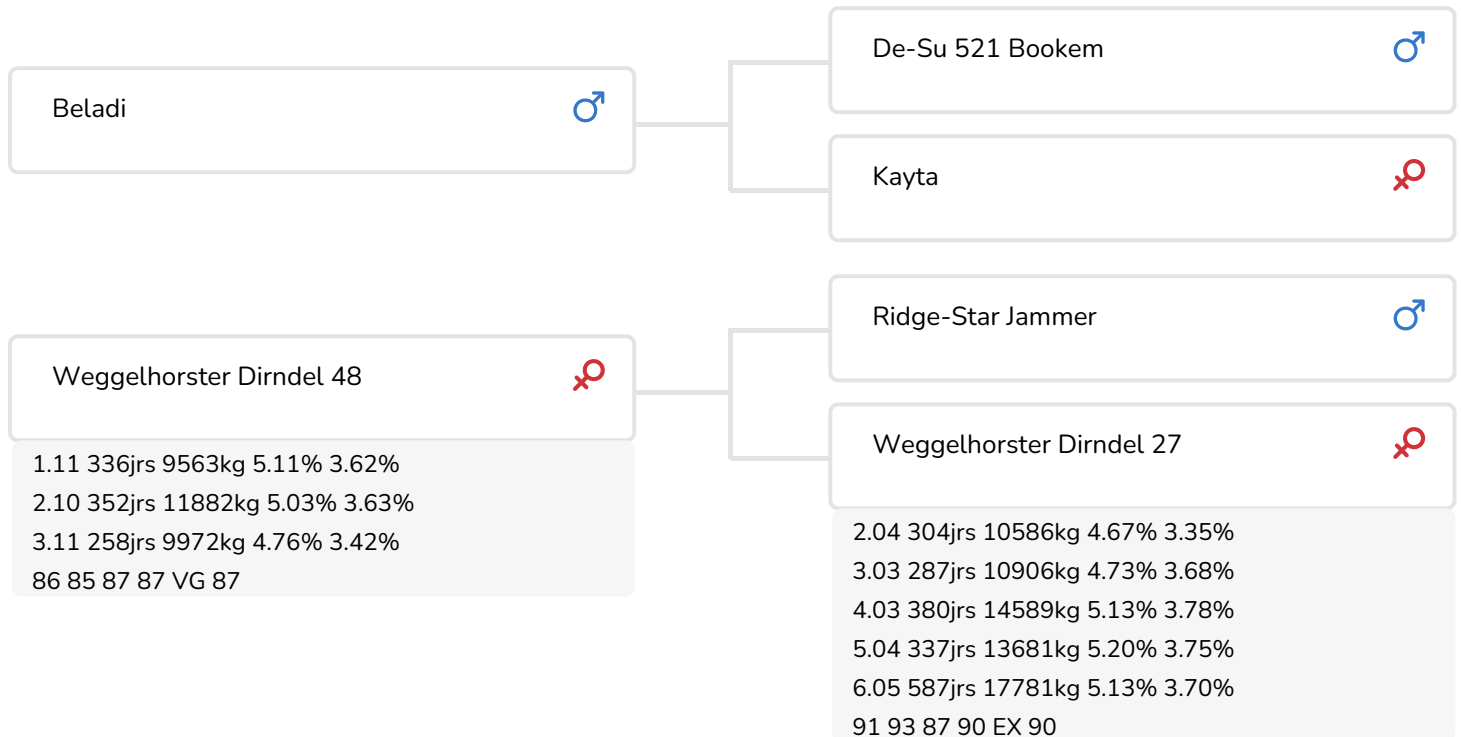 Beladi
Weggelhorster Dirndel 48
1.11 336jrs 9563kg 5.11% 3.62%
2.10 352jrs 11882kg 5.03% 3.63%
3.11 258jrs 9972kg 4.76% 3.42%
86 85 87 87 VG 87
De-Su 521 Bookem
Kayta
Ridge-Star Jammer
Weggelhorster Dirndel 27
2.04 304jrs 10586kg 4.67% 3.35%
3.03 287jrs 10906kg 4.73% 3.68%
4.03 380jrs 14589kg 5.13% 3.78%
5.04 337jrs 13681kg 5.20% 3.75%
6.05 587jrs 17781kg 5.13% 3.70%
91 93 87 90 EX 90